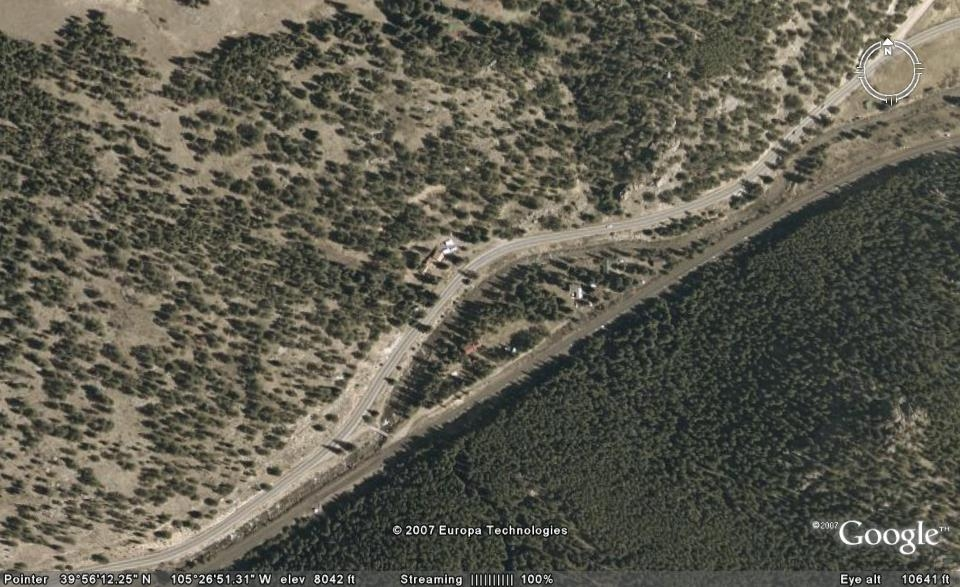 N
© 2007 Europa Technologies
©2007 Google™
Pointer 39°56'12.25" N 105°26'51.31" W elev 8042 ft Streaming |||||||||| 100% Eye alt 10641 ft